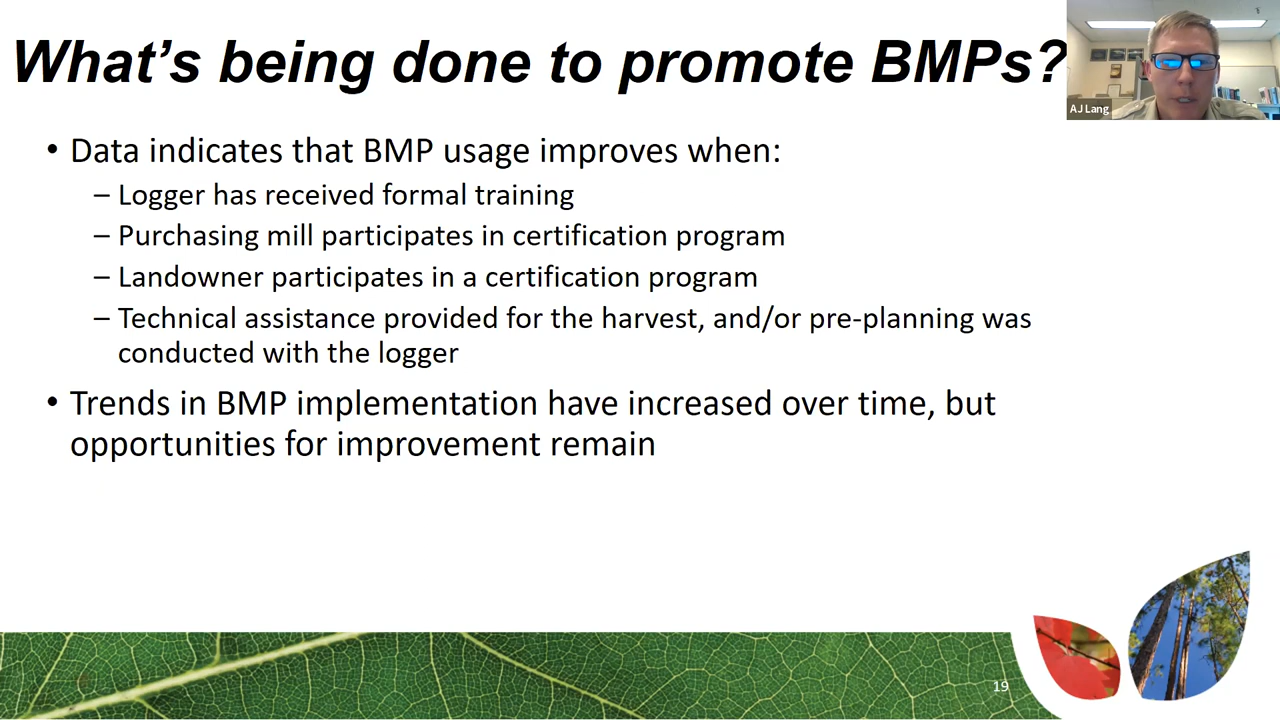 What's being done to promote BMPs?
AJ Lang
• Data indicates that BMP usage improves when:
– Logger has received formal training
– Purchasing mill participates in certification program
– Landowner participates in a certification program
– Technical assistance provided for the harvest, and/or pre-planning was
conducted with the logger
• Trends in BMP implementation have increased over time, but
opportunities for improvement remain
19